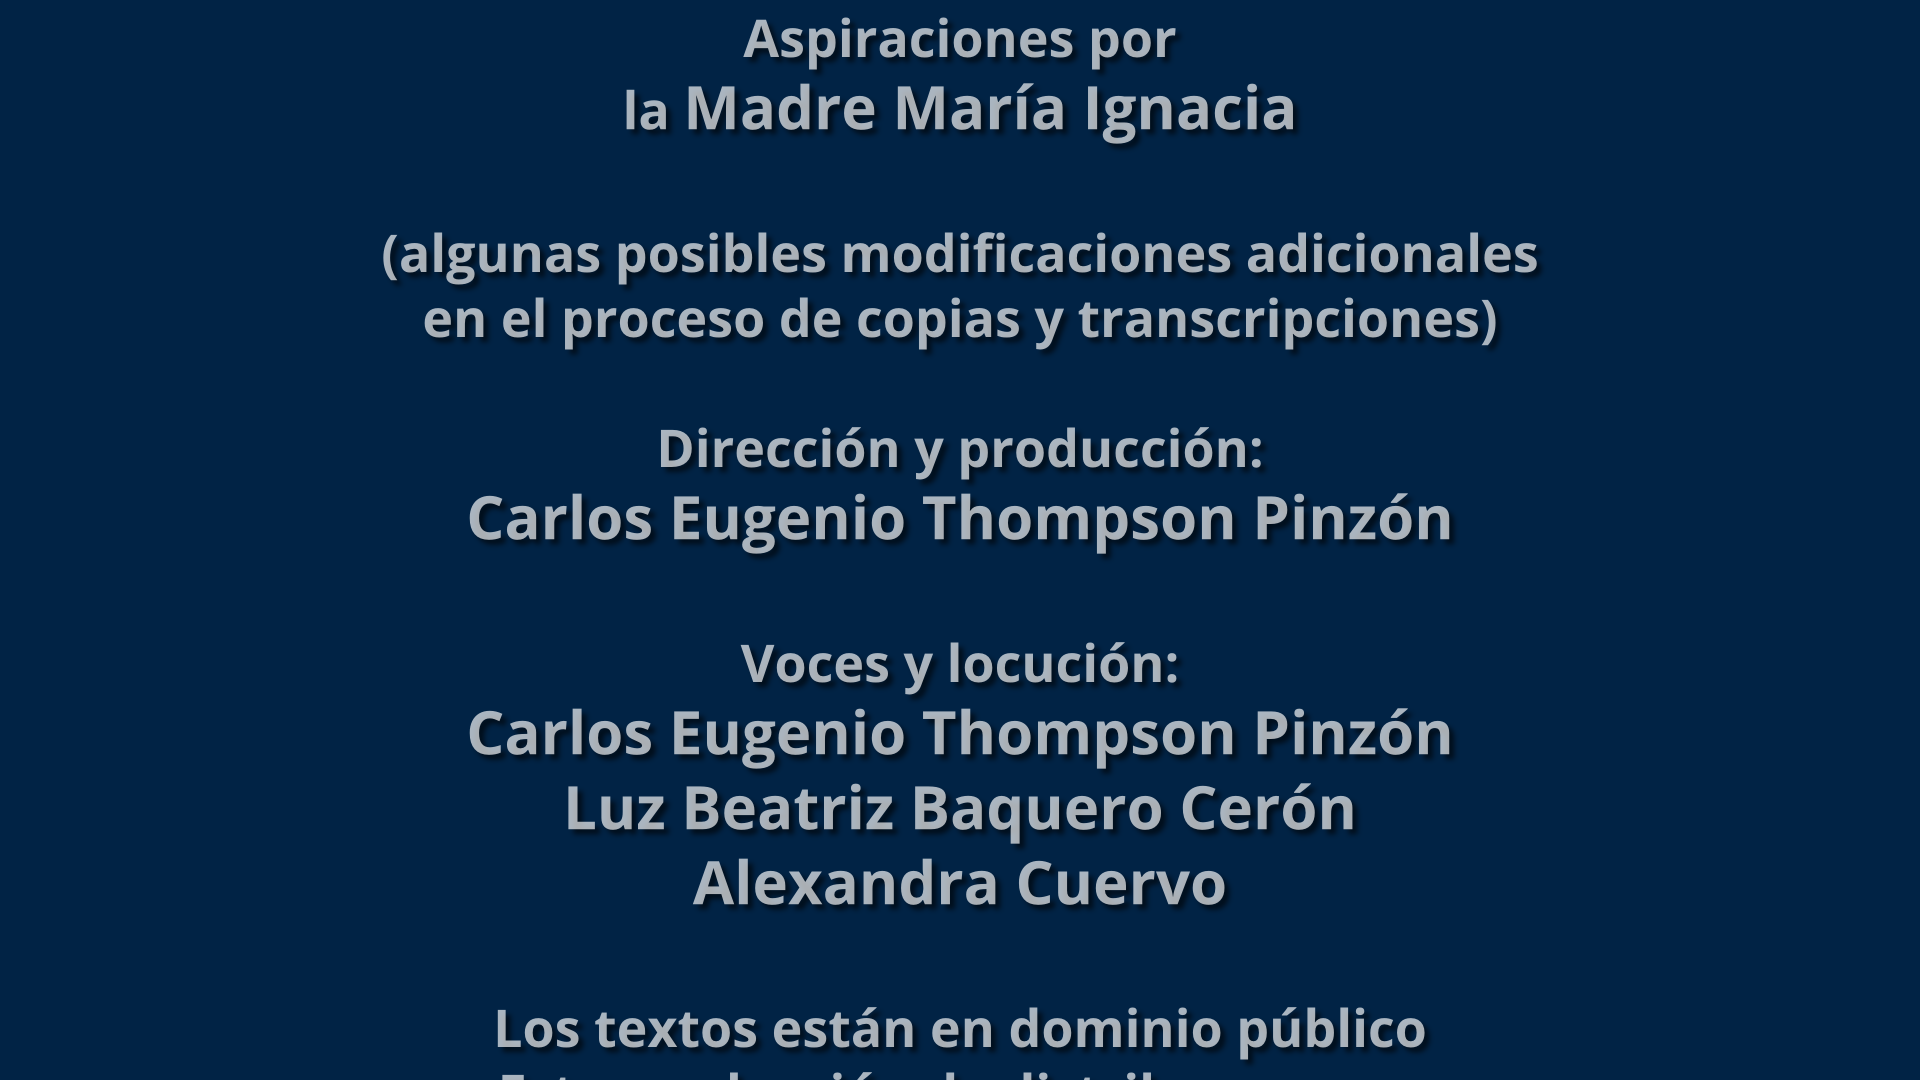 Aspiraciones por
la Madre María Ignacia
(algunas posibles modificaciones adicionales
en el proceso de copias y transcripciones)
Dirección y producción:
Carlos Eugenio Thompson Pinzón
Voces y locución:
Carlos Eugenio Thompson Pinzón
Luz Beatriz Baquero Cerón
Alexandra Cuervo
Los textos están en dominio público